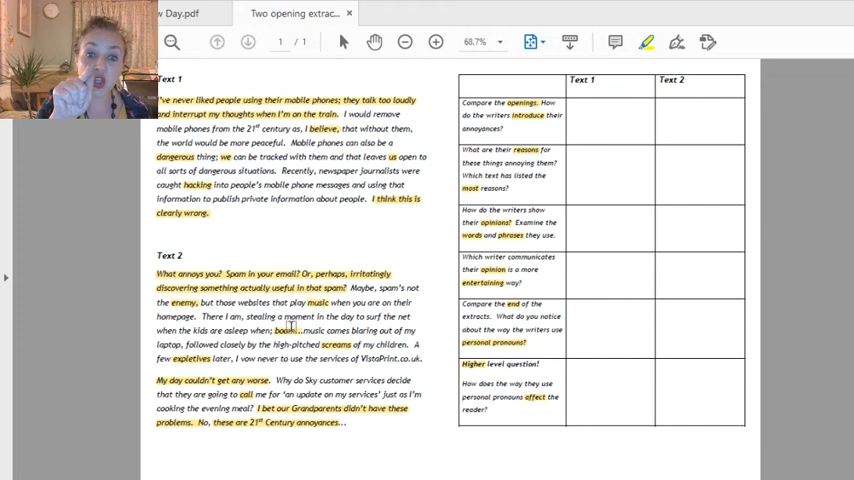 w Day.pdf
Two opening extrac...
1 / 1
68.7%
Text 1
I've never liked people using their mobile phones; they talk too loudly
and interrupt my thoughts when I'm on the train. I would remove
mobile phones from the 21st century as, I believe, that without them,
the world would be more peaceful. Mobile phones can also be a
dangerous thing; we can be tracked with them and that leaves us open to
all sorts of dangerous situations. Recently, newspaper journalists were
caught hacking into people's mobile phone messages and using that
information to publish private information about people. I think this is
clearly wrong.
Text 2
What annoys you? Spam in your email? Or, perhaps, irritatingly
discovering something actually useful in that spam? Maybe, spam's not
the enemy, but those websites that play music when you are on their
homepage. There I am, stealing a moment in the day to surf the net
when the kids are asleep when; boom...music comes blaring out of my
laptop, followed closely by the high-pitched screams of my children. A
few expletives later, I vow never to use the services of VistaPrint.co.uk.
My day couldn't get any worse. Why do Sky customer services decide
that they are going to call me for 'an update on my services' just as I'm
cooking the evening meal? I bet our Grandparents didn't have these
problems. No, these are 21st Century annoyances...
Text 1
Text 2
Compare the openings. How
do the writers introduce their
annoyances?
What are their reasons for
these things annoying them?
Which text has listed the
most reasons?
How do the writers show
their opinions? Examine the
words and phrases they use.
Which writer communicates
their opinion is a more
entertaining way?
Compare the end of the
extracts. What do you notice
about the way the writers use
personal pronouns?
Higher level question!
How does the way they use
personal pronouns affect the
reader?